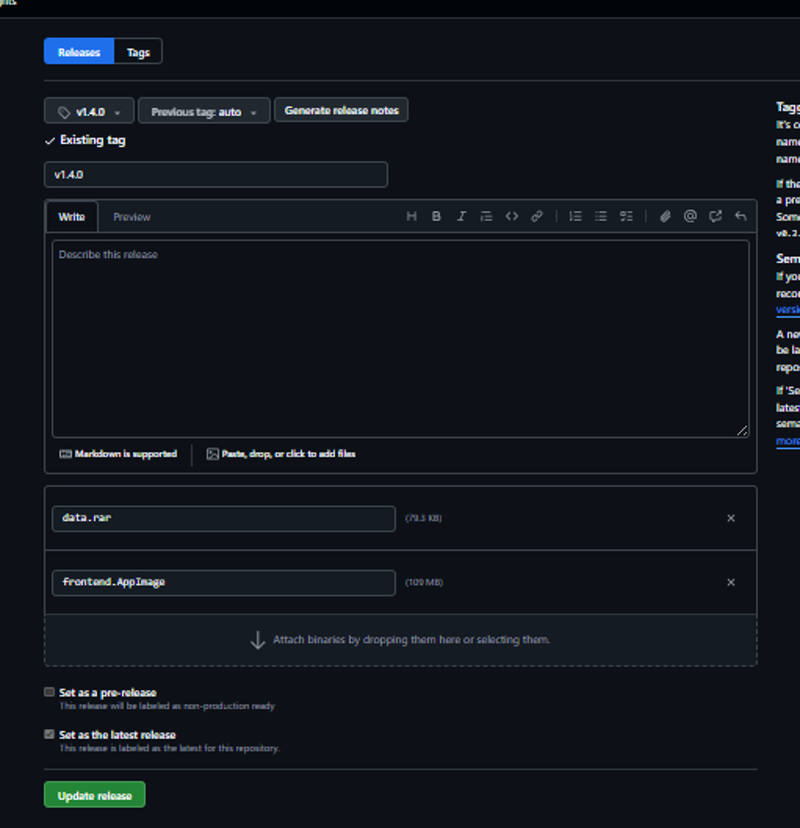 Releases Tags
v1.4.0 Previous tag: auto Generate release notes
Existing tag
v1.4.0
Write Preview
Describe this release
Markdown is supported Paste, drop, or click to add files
data.rar (79.3 KB)
frontend.AppImage (109 MB)
Attach binaries by dropping them here or selecting them.
Set as a pre-release
This release will be labeled as non-production ready
Set as the latest release
This release is labeled as the latest for this repository.
Update release
It's c
name
name
If the
a pre
Som
v0.2.
Sem
If you
reco
versi
A ne
be la
repo
If 'Se
latest
sema
more